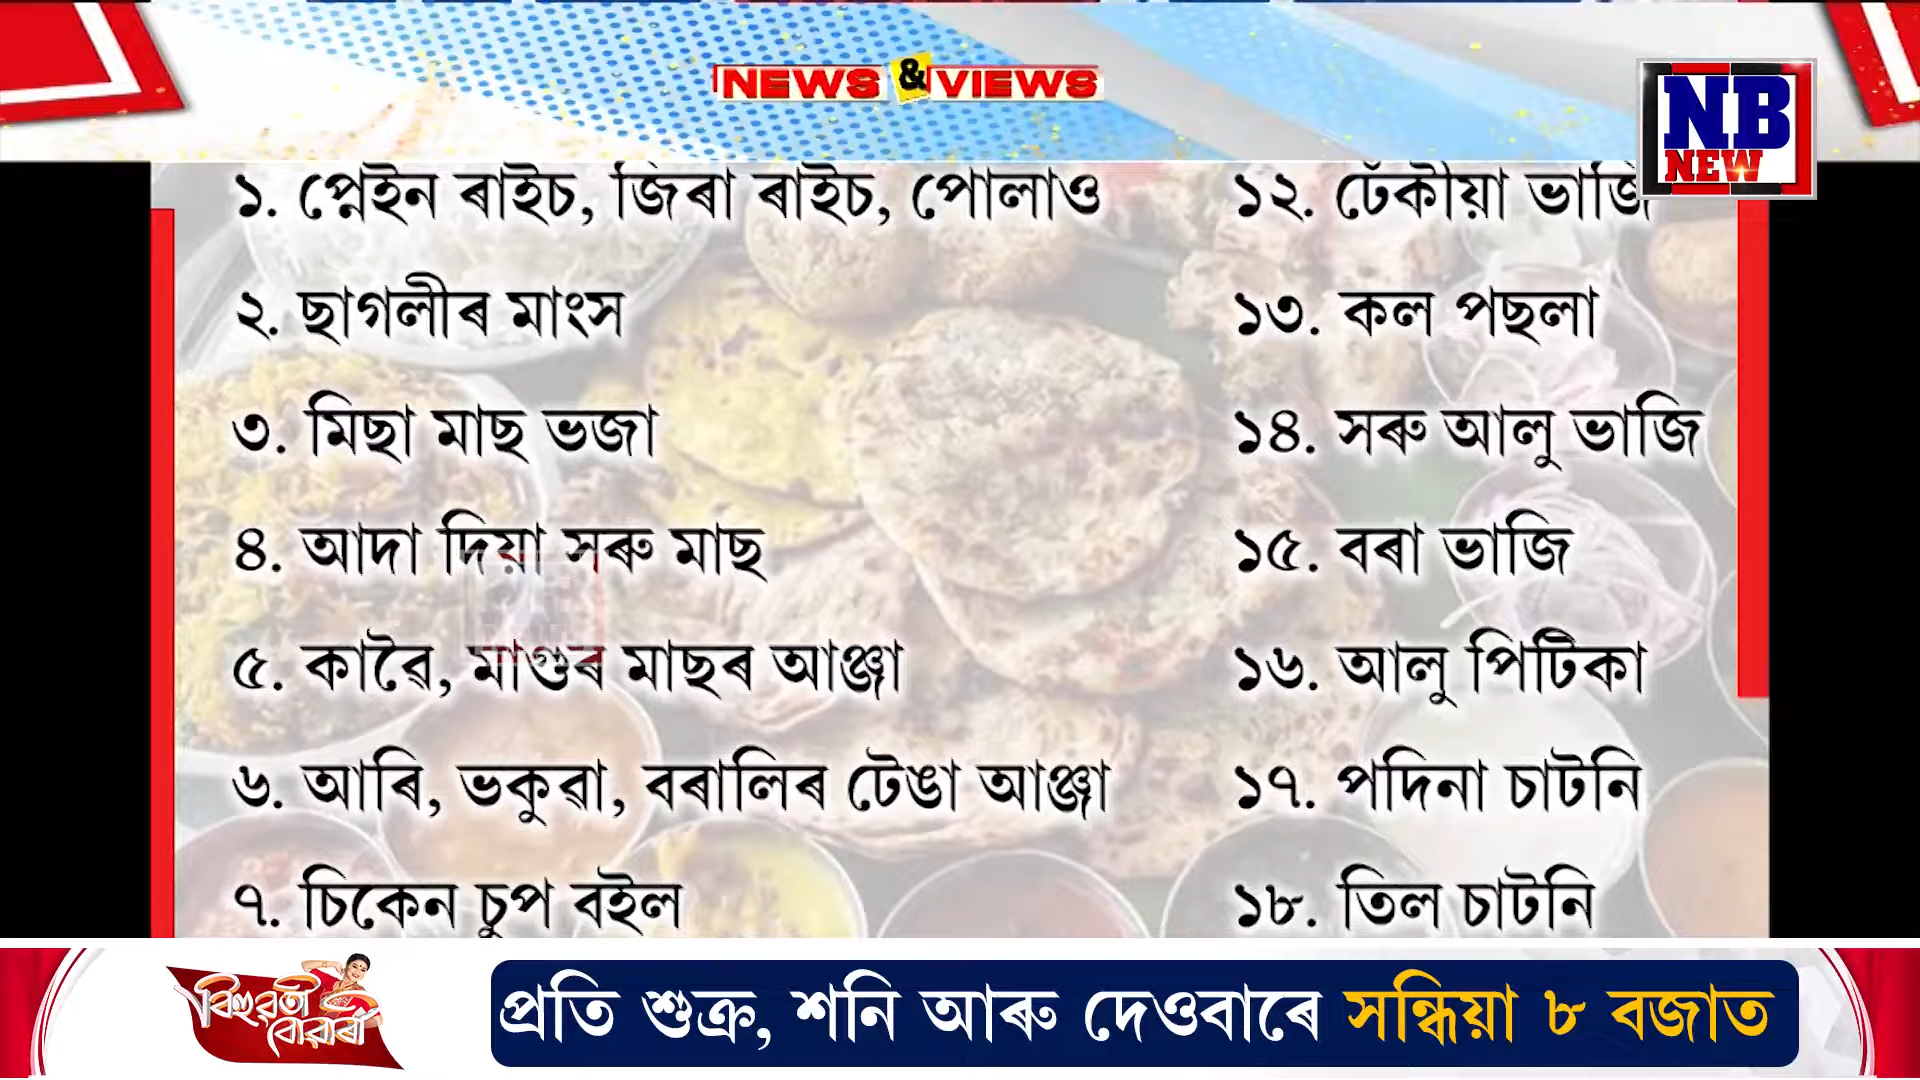 NEWS & VIEWS
NB
NEWS
১. প্লেইন ৰাইচ, জিৰা ৰাইচ, পোলাও
২. ছাগলীৰ মাংস
৩. মিছা মাছ ভজা
৪. আদা দিয়া সৰু মাছ
৫. কাৱৈ, মাগুৰ মাছৰ আঞ্জা
৬. আৰি, ভকুৱা, বৰালিৰ টেঙা আঞ্জা
৭. চিকেন চুপ বইল
১২. ঢেঁকীয়া ভাজি
১৩. কল পছলা
১৪. সৰু আলু ভাজি
১৫. বৰা ভাজি
১৬. আলু পিটিকা
১৭. পদিনা চাটনি
১৮. তিল চাটনি
বিহুৱতী
বোৱাৰী
প্ৰতি শুক্ৰ, শনি আৰু দেওবাৰে সন্ধিয়া ৮ বজাত